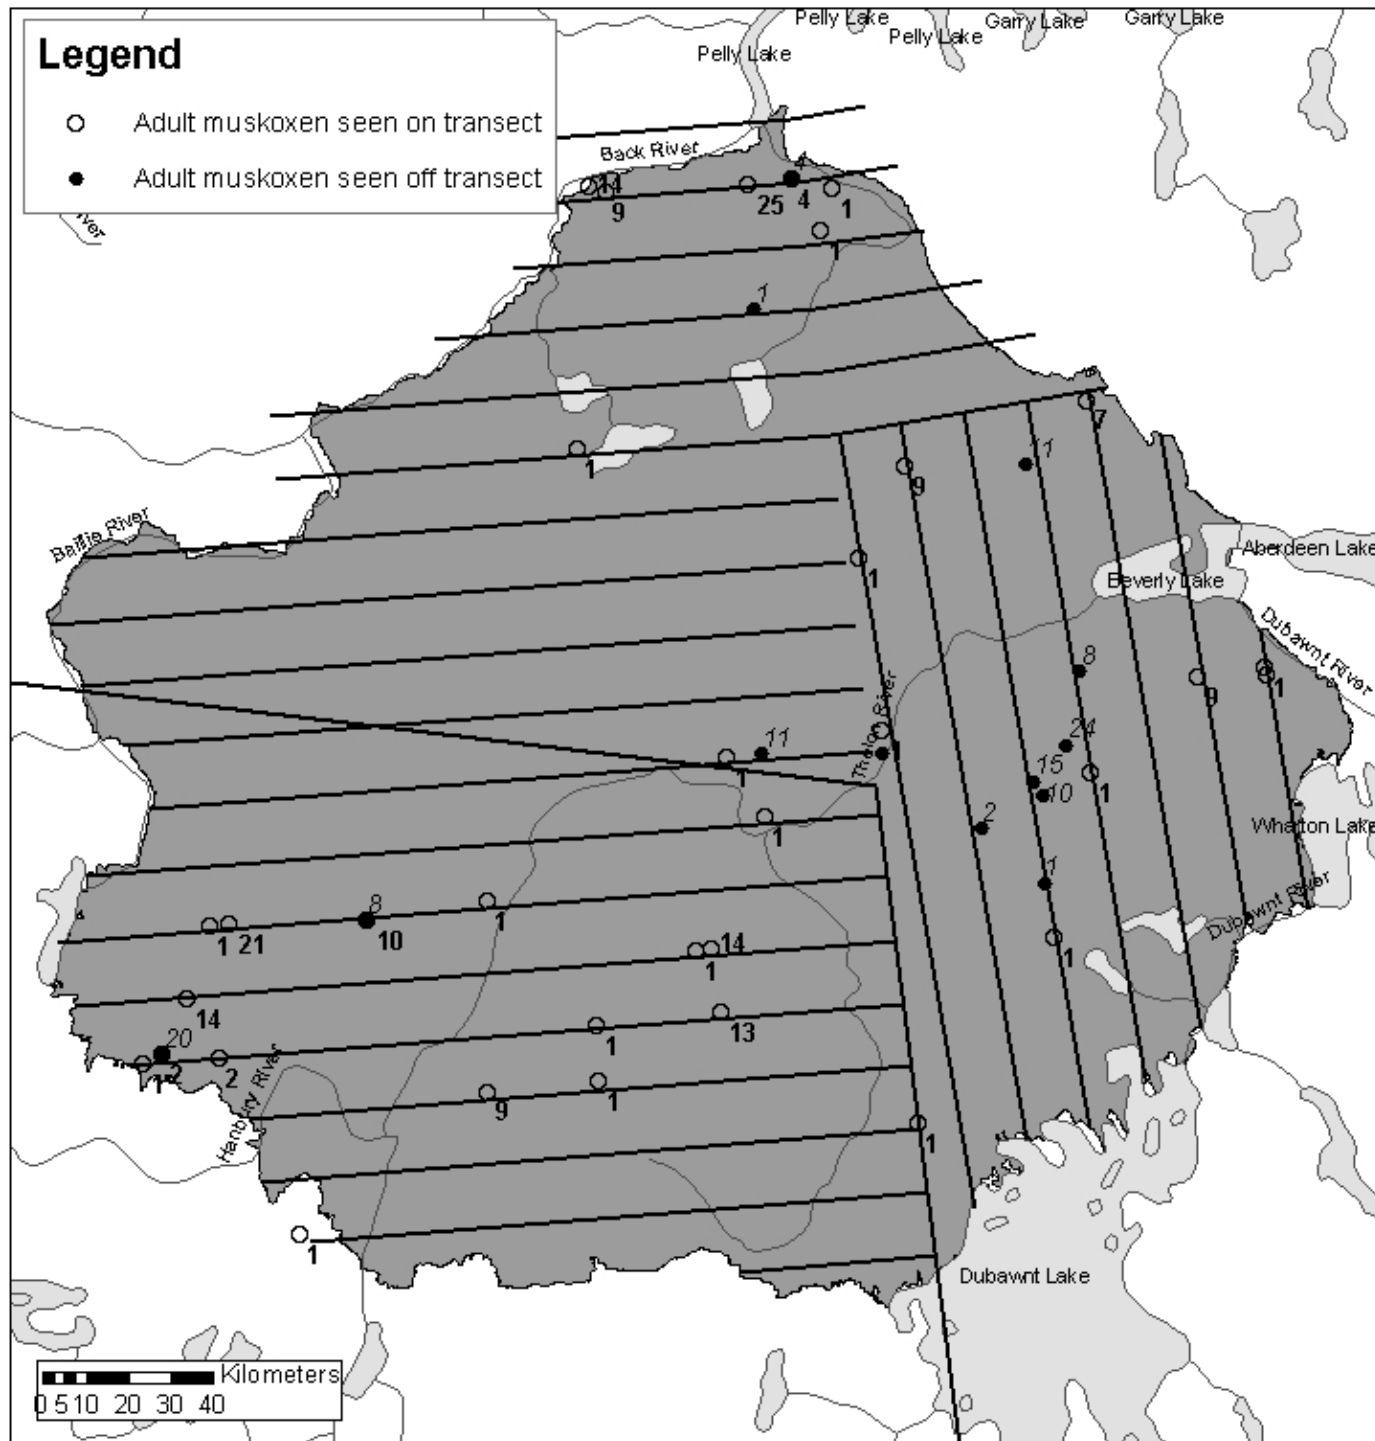 Legend
Adult muskoxen seen on transect
Adult muskoxen seen off transect
Pelly Lake
Garry Lake
Garry Lake
Pelly Lake
Pelly Lake
Back River
4
14
9
25
4
1
1
1
7
1
9
11
Baillie River
1
Aberdeen Lake
Beverly Lake
Dubawnt River
8
1
9
Thelon River
24
11
1
15
10
1
1
2
Wharton Lake
1
8
10
1
1
21
Dubawnt River
1
14
1
14
13
1
20
2
2
1
Hanbury River
9
1
1
1
Dubawnt Lake
Kilometers
0 5 10 20 30 40